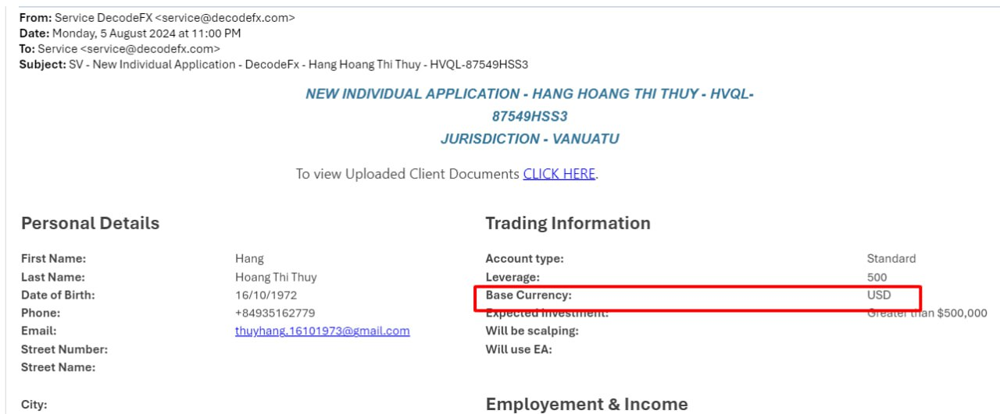 From: Service DecodeFX <service@decodefx.com>
Date: Monday, 5 August 2024 at 11:00 PM
To: Service <service@decodefx.com>
Subject: SV - New Individual Application - DecodeFx - Hang Hoang Thi Thuy - HVQL-87549HSS3
NEW INDIVIDUAL APPLICATION - HANG HOANG THI THUY - HVQL-
87549HSS3
JURISDICTION - VANUATU
To view Uploaded Client Documents CLICK HERE.
Personal Details
First Name: Hang
Last Name: Hoang Thi Thuy
Date of Birth: 16/10/1972
Phone: +84935162779
Email: thuyhang.16101973@gmail.com
Street Number:
Street Name:
City:
Trading Information
Account type: Standard
Leverage: 500
Base Currency: USD
Expected Investment: Greater than $500,000
Will be scalping:
Will use EA:
Employement & Income